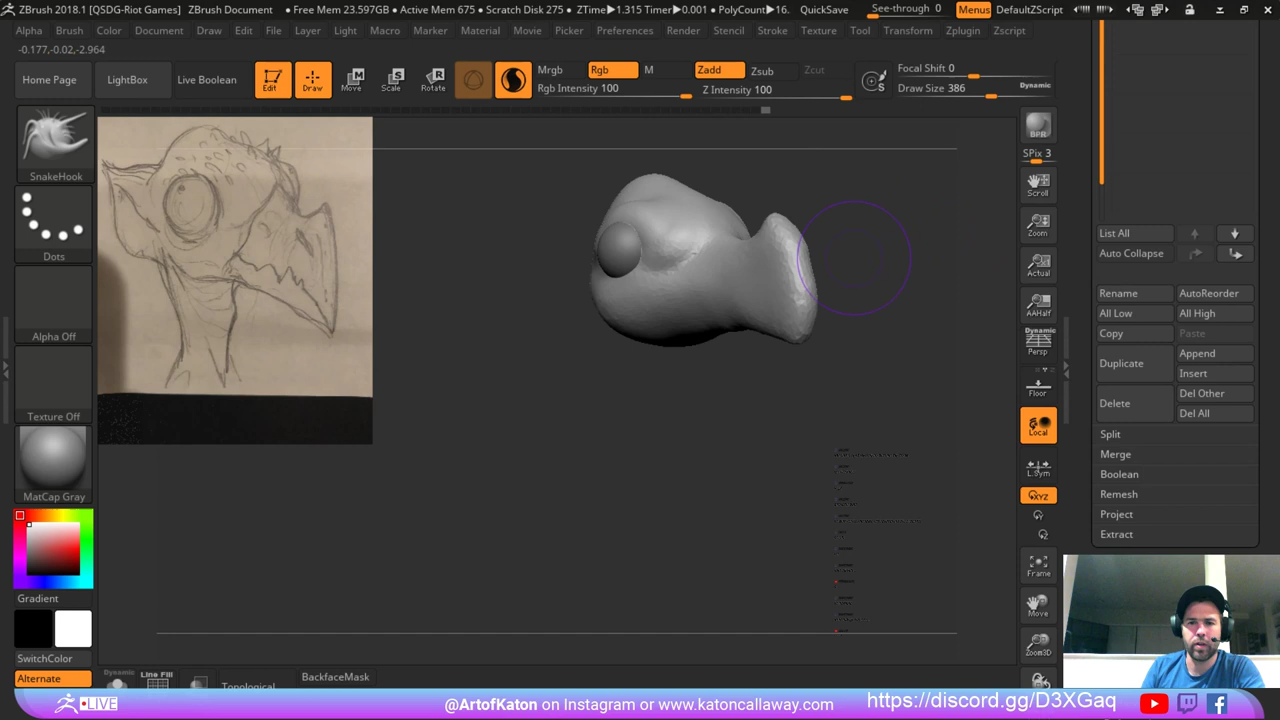 ZBrush 2018.1 [QSDG-Riot Games] ZBrush Document • Free Mem 23.597GB • Active Mem 675 • Scratch Disk 275 • ZTime▶1.315 Timer▶0.001 • PolyCount▶16. QuickSave See-through 0 Menus DefaultZScript
Alpha Brush Color Document Draw Edit File Layer Light Macro Marker Material Movie Picker Preferences Render Stencil Stroke Texture Tool Transform Zplugin Zscript
-0.177,-0.02,-2.964
Home Page LightBox Live Boolean Edit Draw Move Scale Rotate
Mrgb Rgb M Zadd Zsub Zcut
Rgb Intensity 100 Z Intensity 100
Focal Shift 0
Draw Size 386 Dynamic
SnakeHook
Dots
Alpha Off
Texture Off
MatCap Gray
Gradient
SwitchColor
Alternate
BPR
SPix 3
Scroll
Zoom
Actual
AAHalf
Dynamic
Persp
Floor
Local
L.Sym
XYZ
Y
Z
Frame
Move
Zoom3D
List All
Auto Collapse
Rename AutoReorder
All Low All High
Copy Paste
Duplicate Append
Insert
Delete Del Other
Del All
Split
Merge
Boolean
Remesh
Project
Extract
Dynamic Line Fill Topological BackfaceMask
LIVE @ArtofKaton on Instagram or www.katoncallaway.com https://discord.gg/D3XGaq